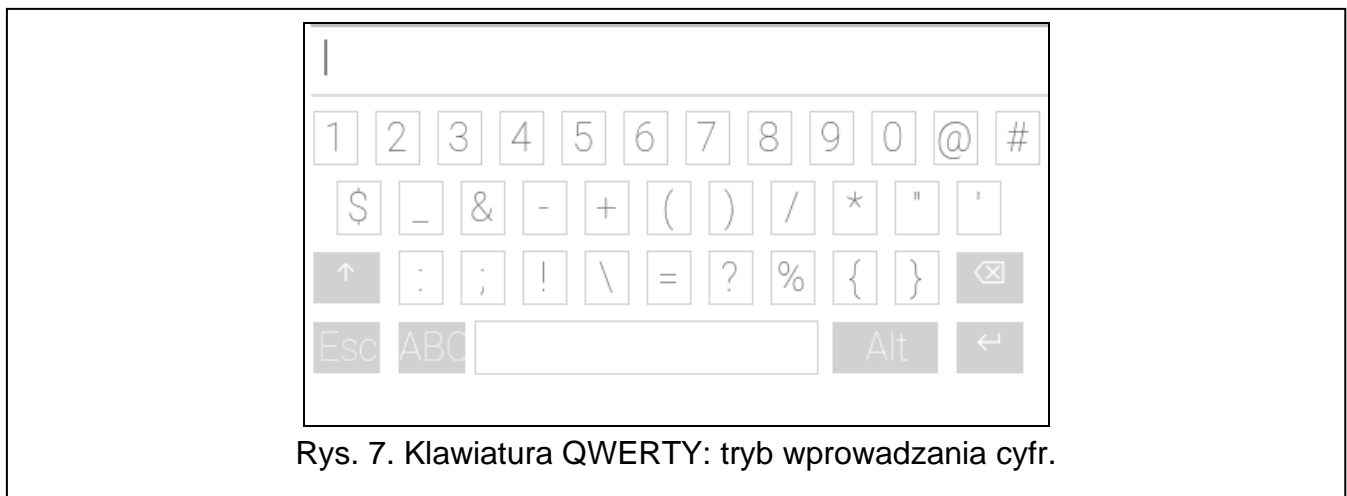 1 2 3 4 5 6 7 8 9 0 @ #
$ _ & - + ( ) / * " '
: ; ! \ = ? % { }
Esc ABC Alt
Rys. 7. Klawiatura QWERTY: tryb wprowadzania cyfr.